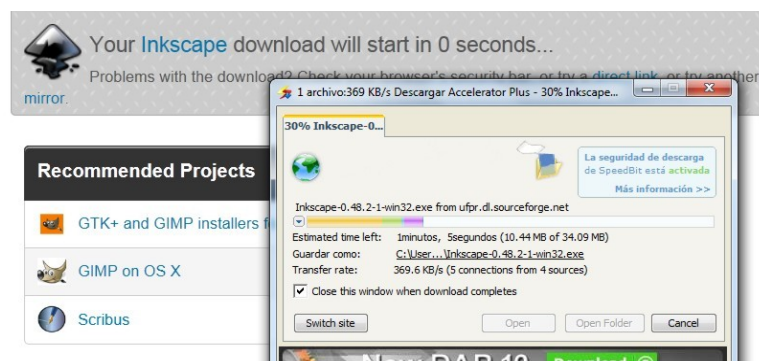 Your Inkscape download will start in 0 seconds...
Problems with the download? Check your browser's security bar, or try a direct link, or try another
mirror.
1 archivo:369 KB/s Descargar Accelerator Plus - 30% Inkscape...
30% Inkscape-0...
La seguridad de descarga
de SpeedBit está activada
Más información >>
Inkscape-0.48.2-1-win32.exe from ufpr.dl.sourceforge.net
Estimated time left: 1minutos, 5segundos (10.44 MB of 34.09 MB)
Guardar como: C:\User...\Inkscape-0.48.2-1-win32.exe
Transfer rate: 369.6 KB/s (5 connections from 4 sources)
Close this window when download completes
Switch site Open Open Folder Cancel
Now DAP 10 Download
Recommended Projects
GTK+ and GIMP installers
GIMP on OS X
Scribus